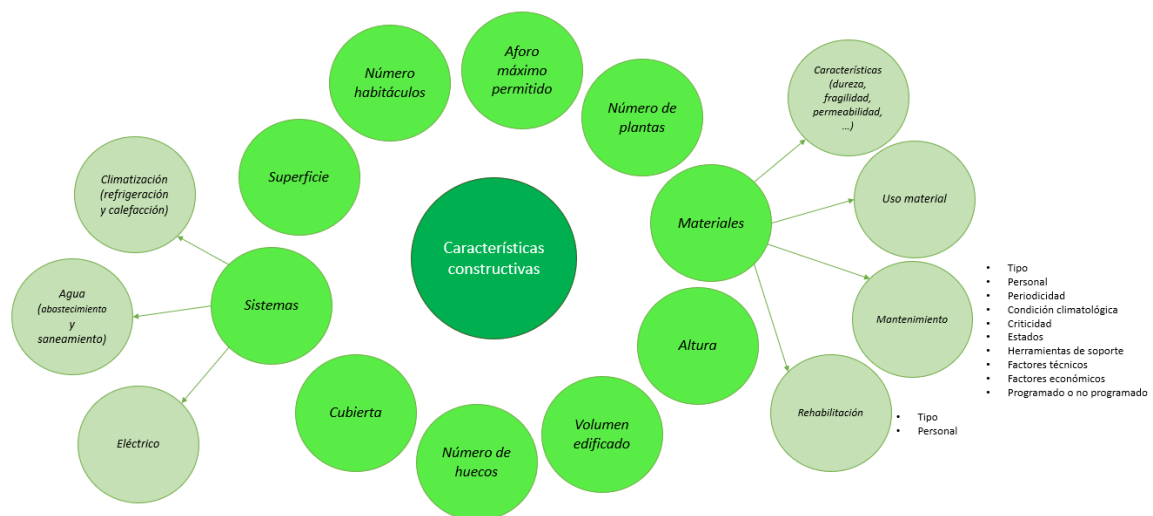 Aforo
máximo
permitido
Número
habitáculos
Número de
plantas
Características
(dureza,
fragilidad,
permeabilidad,
...)
Superficie
Climatización
(refrigeración
y calefacción)
Materiales
Uso material
Características
constructivas
Agua
(abastecimiento
y
saneamiento)
Sistemas
Altura
Mantenimiento
• Tipo
• Personal
• Periodicidad
• Condición climatológica
• Criticidad
• Estados
• Herramientas de soporte
• Factores técnicos
• Factores económicos
• Programado o no programado
Cubierta
Rehabilitación
• Tipo
• Personal
Eléctrico
Número de
huecos
Volumen
edificado